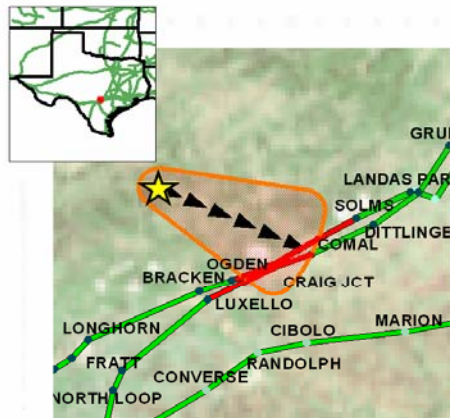 GRU
LANDAS PAR
SOLMS
DITTLINGE
COMAL
OGDEN
BRACKEN
CRAIG JCT
LUXELLO
MARION
CIBOLO
LONGHORN
RANDOLPH
FRATT
CONVERSE
NORTH LOOP